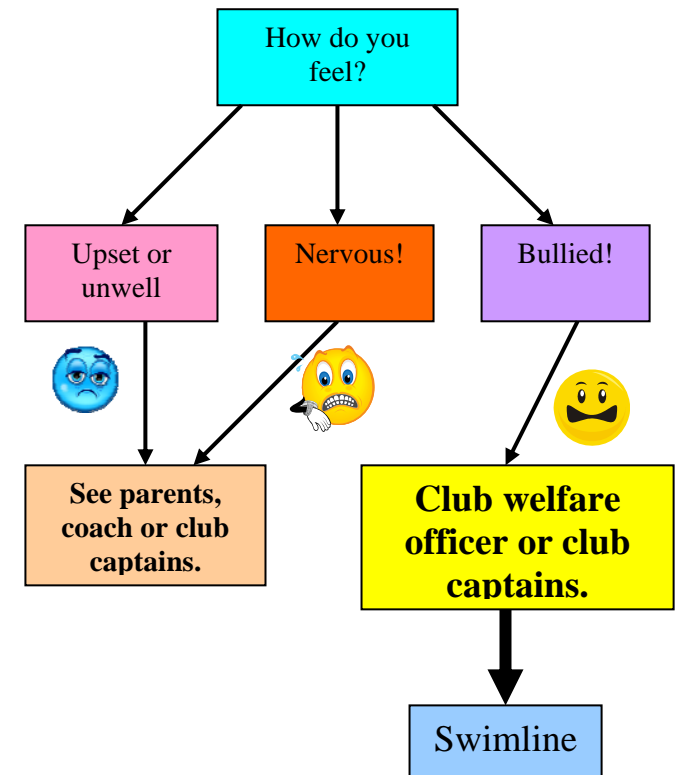 How do you
feel?
Upset or
unwell
Nervous!
Bullied!
See parents,
coach or club
captains.
Club welfare
officer or club
captains.
Swimline